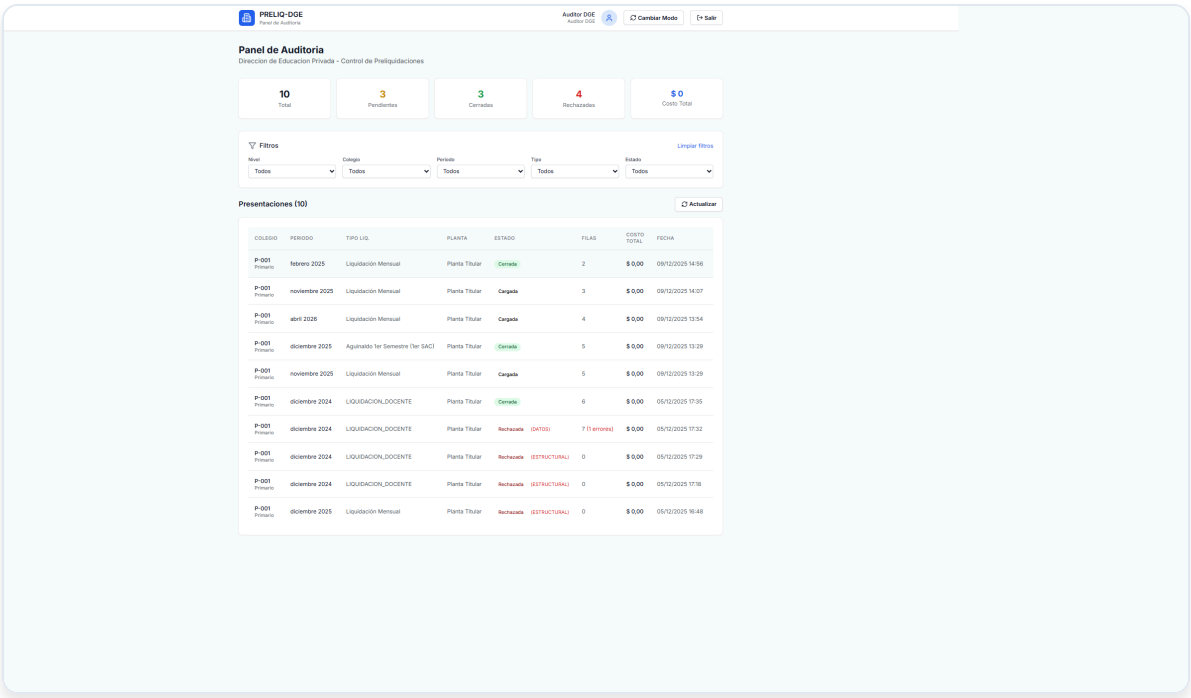 PRELIQ-DGE
Panel de Auditoria
Auditor DGE
Auditor DGE
Cambiar Modo
Salir
Panel de Auditoria
Direccion de Educacion Privada - Control de Preliquidaciones
10
Total
3
Pendientes
3
Cerradas
4
Rechazadas
$ 0
Costo Total
Filtros
Limpiar filtros
Nivel
Todos
Colegio
Todos
Periodo
Todos
Tipo
Todos
Estado
Todos
Presentaciones (10)
Actualizar
COLEGIO PERIODO TIPO LIQ. PLANTA ESTADO FILAS COSTO TOTAL FECHA
P-001 Primario febrero 2025 Liquidación Mensual Planta Titular Cerrada 2 $ 0,00 09/12/2025 14:56
P-001 Primario noviembre 2025 Liquidación Mensual Planta Titular Cargada 3 $ 0,00 09/12/2025 14:07
P-001 Primario abril 2026 Liquidación Mensual Planta Titular Cargada 4 $ 0,00 09/12/2025 13:54
P-001 Primario diciembre 2025 Aguinaldo 1er Semestre (1er SAC) Planta Titular Cerrada 5 $ 0,00 09/12/2025 13:29
P-001 Primario noviembre 2025 Liquidación Mensual Planta Titular Cargada 5 $ 0,00 09/12/2025 13:29
P-001 Primario diciembre 2024 LIQUIDACION_DOCENTE Planta Titular Cerrada 6 $ 0,00 05/12/2025 17:35
P-001 Primario diciembre 2024 LIQUIDACION_DOCENTE Planta Titular Rechazada (DATOS) 7 (1 errores) $ 0,00 05/12/2025 17:32
P-001 Primario diciembre 2024 LIQUIDACION_DOCENTE Planta Titular Rechazada (ESTRUCTURAL) 0 $ 0,00 05/12/2025 17:29
P-001 Primario diciembre 2024 LIQUIDACION_DOCENTE Planta Titular Rechazada (ESTRUCTURAL) 0 $ 0,00 05/12/2025 17:18
P-001 Primario diciembre 2025 Liquidación Mensual Planta Titular Rechazada (ESTRUCTURAL) 0 $ 0,00 05/12/2025 16:48